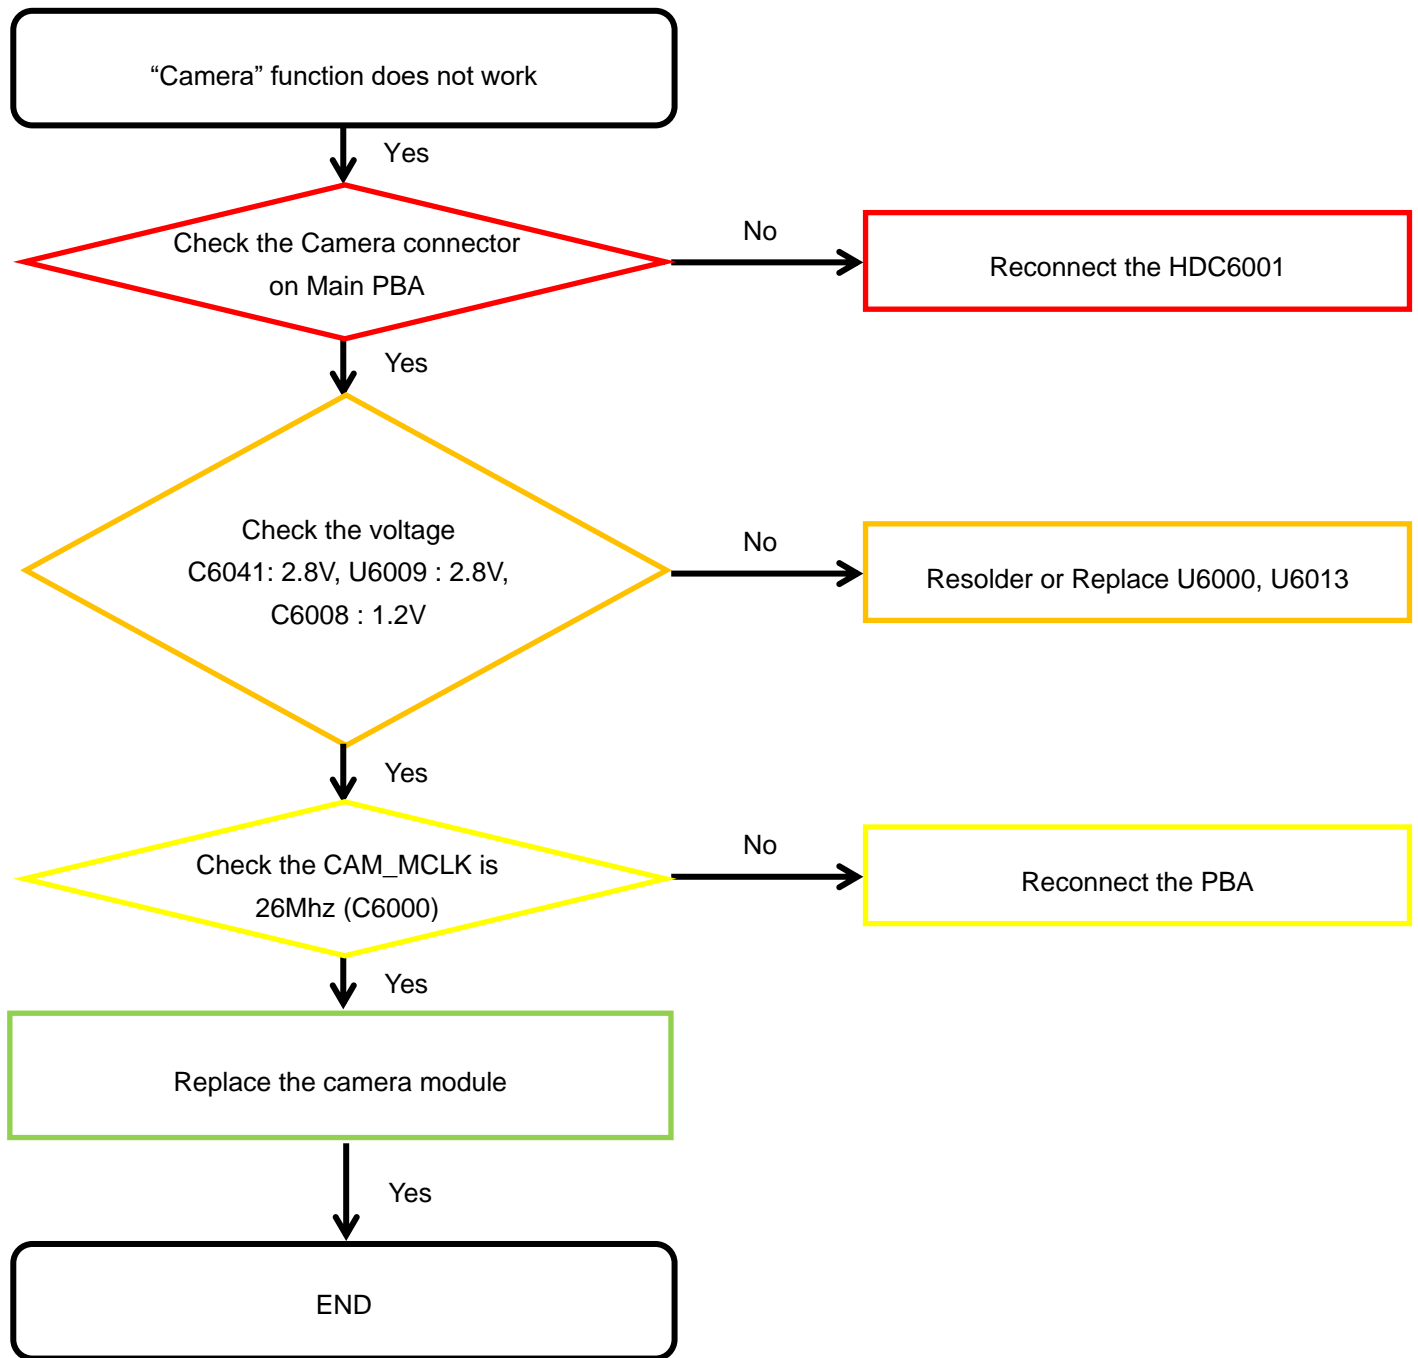 “Camera” function does not work
Yes
Check the Camera connector
on Main PBA
No
Reconnect the HDC6001
Yes
Check the voltage
C6041: 2.8V, U6009 : 2.8V,
C6008 : 1.2V
No
Resolder or Replace U6000, U6013
Yes
Check the CAM_MCLK is
26Mhz (C6000)
No
Reconnect the PBA
Yes
Replace the camera module
Yes
END